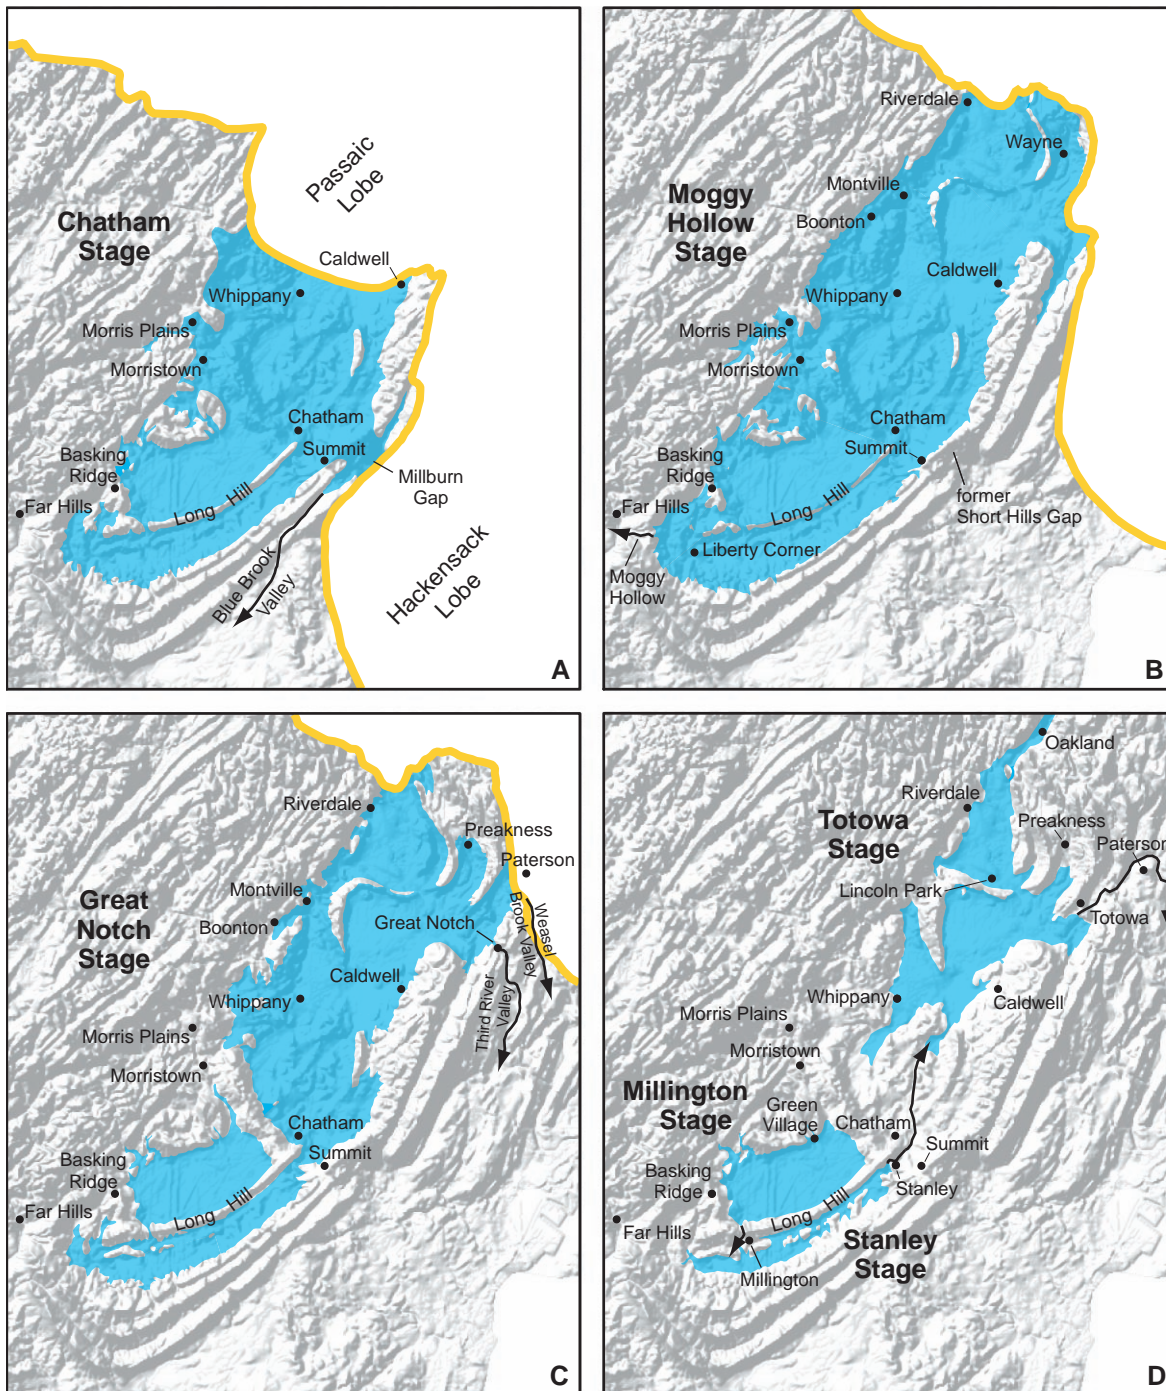 Chatham
Stage
Passaic
Lobe
Caldwell
Whippany
Morris Plains
Morristown
Chatham
Summit
Basking
Ridge
Millburn
Gap
Far Hills
Long Hill
Blue Brook
Valley
Hackensack
Lobe
A
Riverdale
Wayne
Moggy
Hollow
Stage
Montville
Boonton
Caldwell
Whippany
Morris Plains
Morristown
Chatham
Summit
Basking
Ridge
former
Short Hills Gap
Far Hills
Long Hill
Liberty Corner
Moggy
Hollow
B
Riverdale
Preakness
Paterson
Great
Notch
Stage
Montville
Boonton
Great Notch
Weasel
Brook Valley
Caldwell
Whippany
Third River
Valley
Morris Plains
Morristown
Chatham
Summit
Basking
Ridge
Far Hills
Long Hill
C
Oakland
Riverdale
Totowa
Stage
Preakness
Paterson
Lincoln Park
Totowa
Whippany
Caldwell
Morris Plains
Morristown
Millington
Stage
Green
Village
Chatham
Summit
Basking
Ridge
Stanley
Far Hills
Long Hill
Stanley
Stage
Millington
D